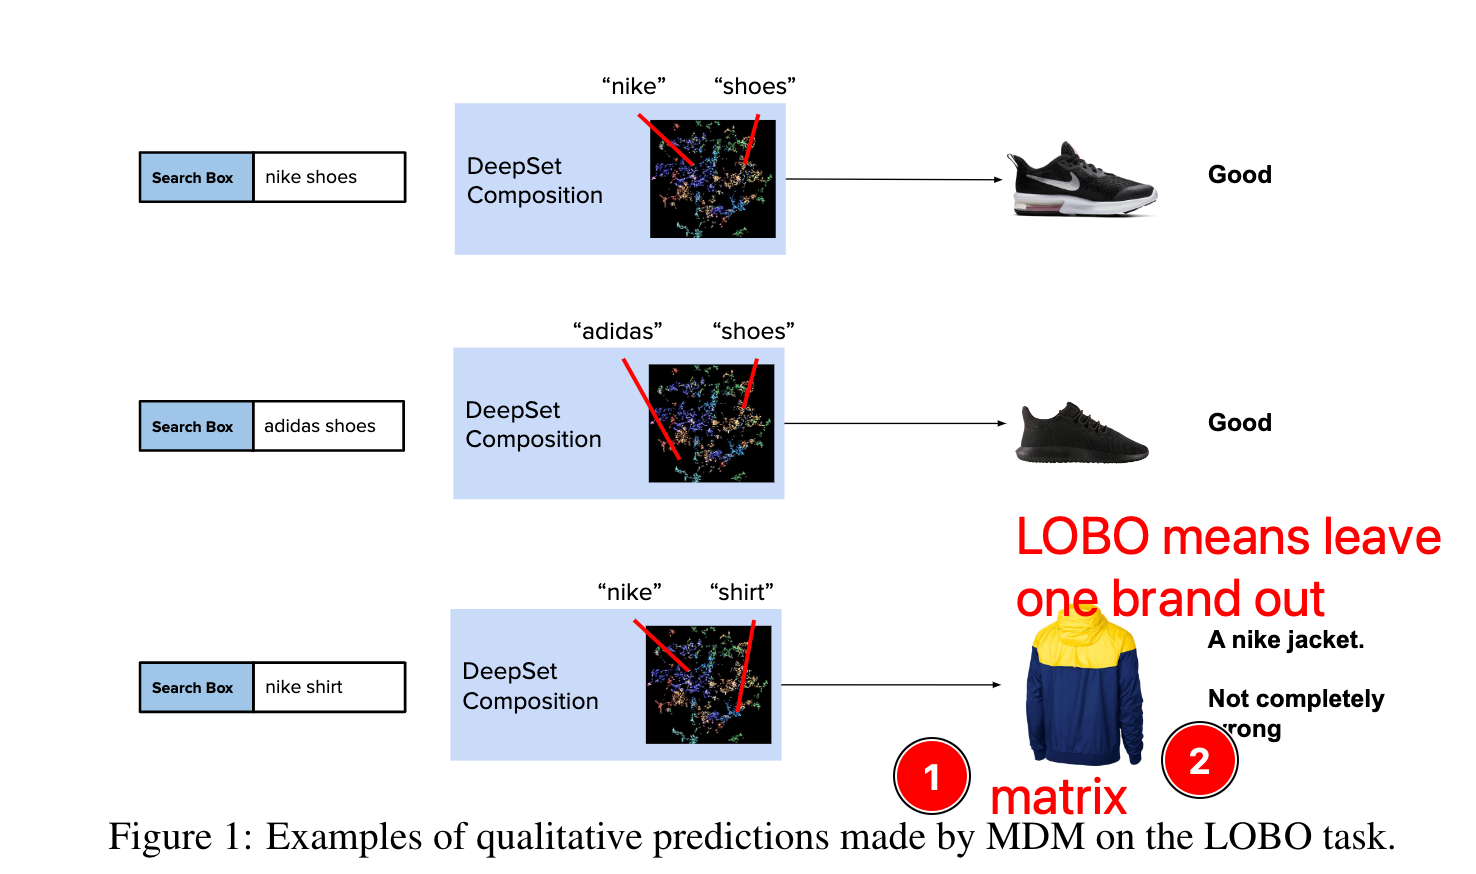 “nike” “shoes”
Search Box nike shoes
DeepSet
Composition
Good
“adidas” “shoes”
Search Box adidas shoes
DeepSet
Composition
Good
LOBO means leave
one brand out
“nike” “shirt”
Search Box nike shirt
DeepSet
Composition
A nike jacket.
Not completely
rong
1
2
matrix
Figure 1: Examples of qualitative predictions made by MDM on the LOBO task.